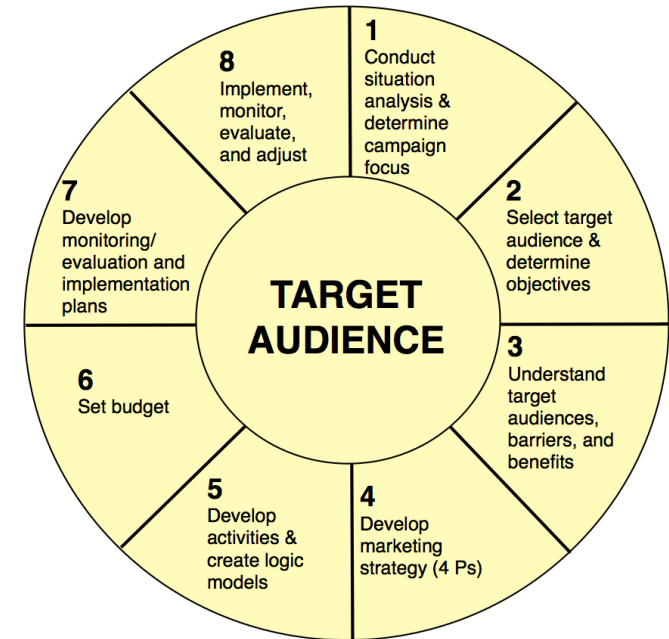 1
Conduct
situation
analysis &
determine
campaign
focus
2
Select target
audience &
determine
objectives
3
Understand
target
audiences,
barriers, and
benefits
4
Develop
marketing
strategy (4 Ps)
5
Develop
activities &
create logic
models
6
Set budget
7
Develop
monitoring/
evaluation and
implementation
plans
8
Implement,
monitor,
evaluate,
and adjust
TARGET
AUDIENCE